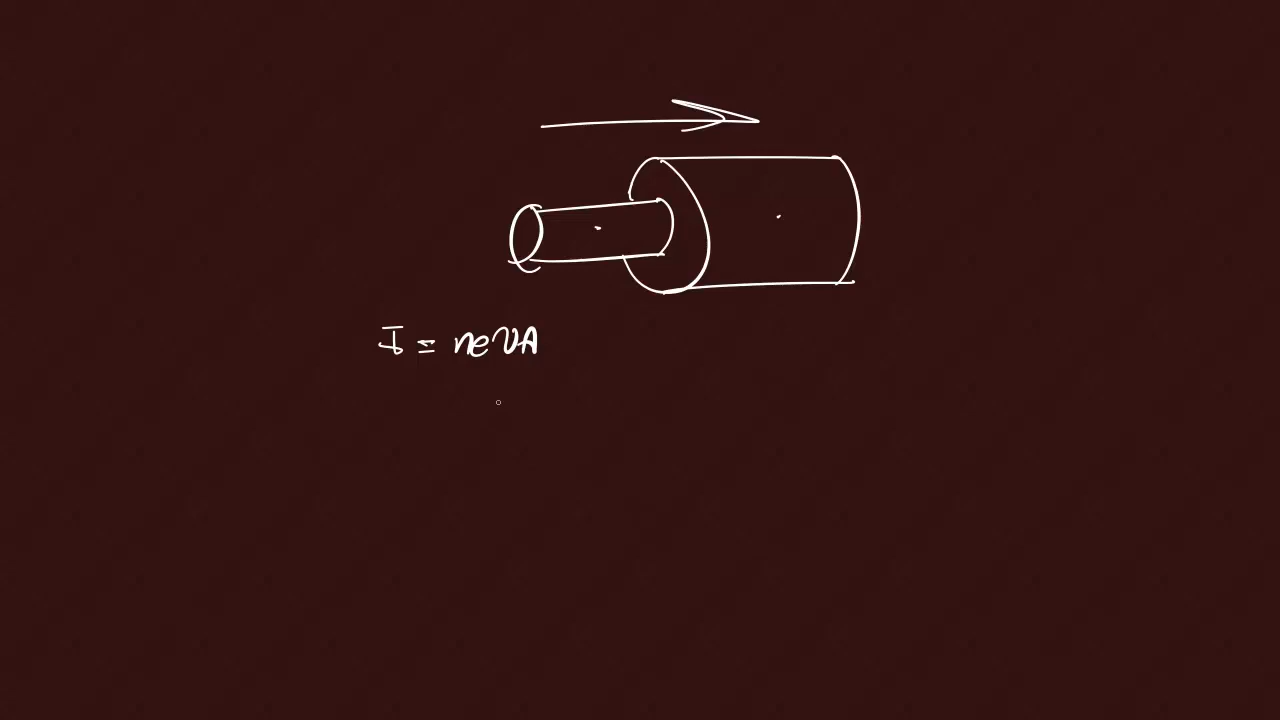 I = neVA